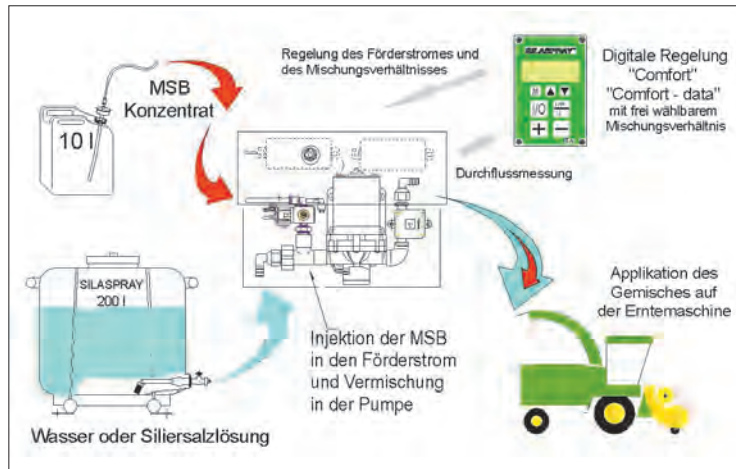 Regelung des Förderstromes und
des Mischungsverhältnisses
SILASPRAY
Digitale Regelung
"Comfort"
"Comfort - data"
mit frei wählbarem
Mischungsverhältnis
MSB
Konzentrat
10 l
I/O
+ −
Durchflussmessung
SILASPRAY
200 l
Applikation des
Gemisches auf
der Erntemaschine
Injektion der MSB
in den Förderstrom
und Vermischung
in der Pumpe
Wasser oder Siliersalzlösung